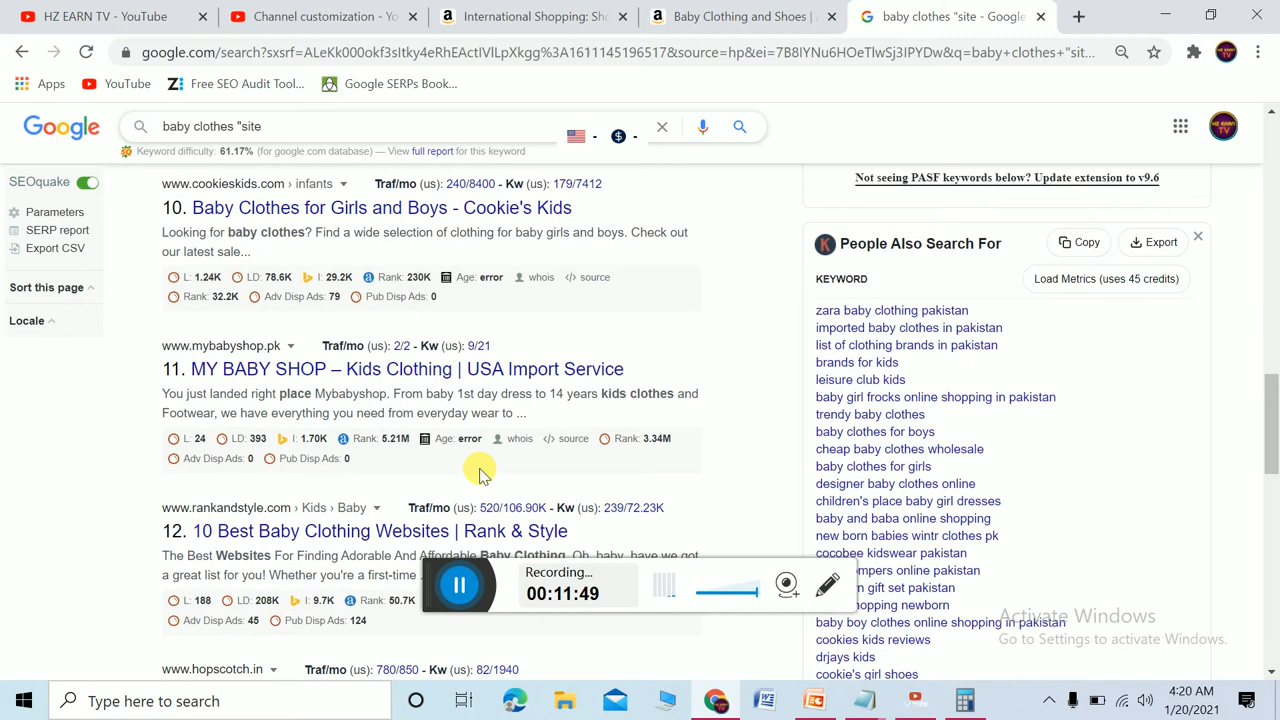 HZ EARN TV - YouTube
Channel customization - Yo
International Shopping: Sh
Baby Clothing and Shoes |
baby clothes "site - Google
google.com/search?sxsrf=ALeKk000okf3sItky4eRhEActIVlLpXkqg%3A1611145196517&source=hp&ei=7B8IYNu6HOeTlwSj3IPYDw&q=baby+clothes+"sit...
Apps
YouTube
Free SEO Audit Tool...
Google SERPs Book...
Google
baby clothes "site
Keyword difficulty: 61.17% (for google.com database) — View full report for this keyword
SEOquake
Parameters
SERP report
Export CSV
Sort this page
Locale
www.cookieskids.com › infants
Traf/mo (us): 240/8400 - Kw (us): 179/7412
10. Baby Clothes for Girls and Boys - Cookie's Kids
Looking for baby clothes? Find a wide selection of clothing for baby girls and boys. Check out
our latest sale...
L: 1.24K LD: 78.6K I: 29.2K Rank: 230K Age: error whois source
Rank: 32.2K Adv Disp Ads: 79 Pub Disp Ads: 0
www.mybabyshop.pk
Traf/mo (us): 2/2 - Kw (us): 9/21
11. MY BABY SHOP – Kids Clothing | USA Import Service
You just landed right place Mybabyshop. From baby 1st day dress to 14 years kids clothes and
Footwear, we have everything you need from everyday wear to ...
L: 24 LD: 393 I: 1.70K Rank: 5.21M Age: error whois source Rank: 3.34M
Adv Disp Ads: 0 Pub Disp Ads: 0
www.rankandstyle.com › Kids › Baby
Traf/mo (us): 520/106.90K - Kw (us): 239/72.23K
12. 10 Best Baby Clothing Websites | Rank & Style
The Best Websites For Finding Adorable And Affordable Baby Clothing. Oh, baby, have we got
a great list for you! Whether you're a first-time
L: 188 LD: 208K I: 9.7K Rank: 50.7K
Adv Disp Ads: 45 Pub Disp Ads: 124
www.hopscotch.in
Traf/mo (us): 780/850 - Kw (us): 82/1940
Not seeing PASF keywords below? Update extension to v9.6
People Also Search For
Copy
Export
KEYWORD
Load Metrics (uses 45 credits)
zara baby clothing pakistan
imported baby clothes in pakistan
list of clothing brands in pakistan
brands for kids
leisure club kids
baby girl frocks online shopping in pakistan
trendy baby clothes
baby clothes for boys
cheap baby clothes wholesale
baby clothes for girls
designer baby clothes online
children's place baby girl dresses
baby and baba online shopping
new born babies wintr clothes pk
cocobee kidswear pakistan
ompers online pakistan
gift set pakistan
opping newborn
baby boy clothes online shopping in pakistan
cookies kids reviews
drjays kids
cookie's girl shoes
Recording...
00:11:49
Activate Windows
Go to Settings to activate Windows.
Type here to search
4:20 AM
1/20/2021